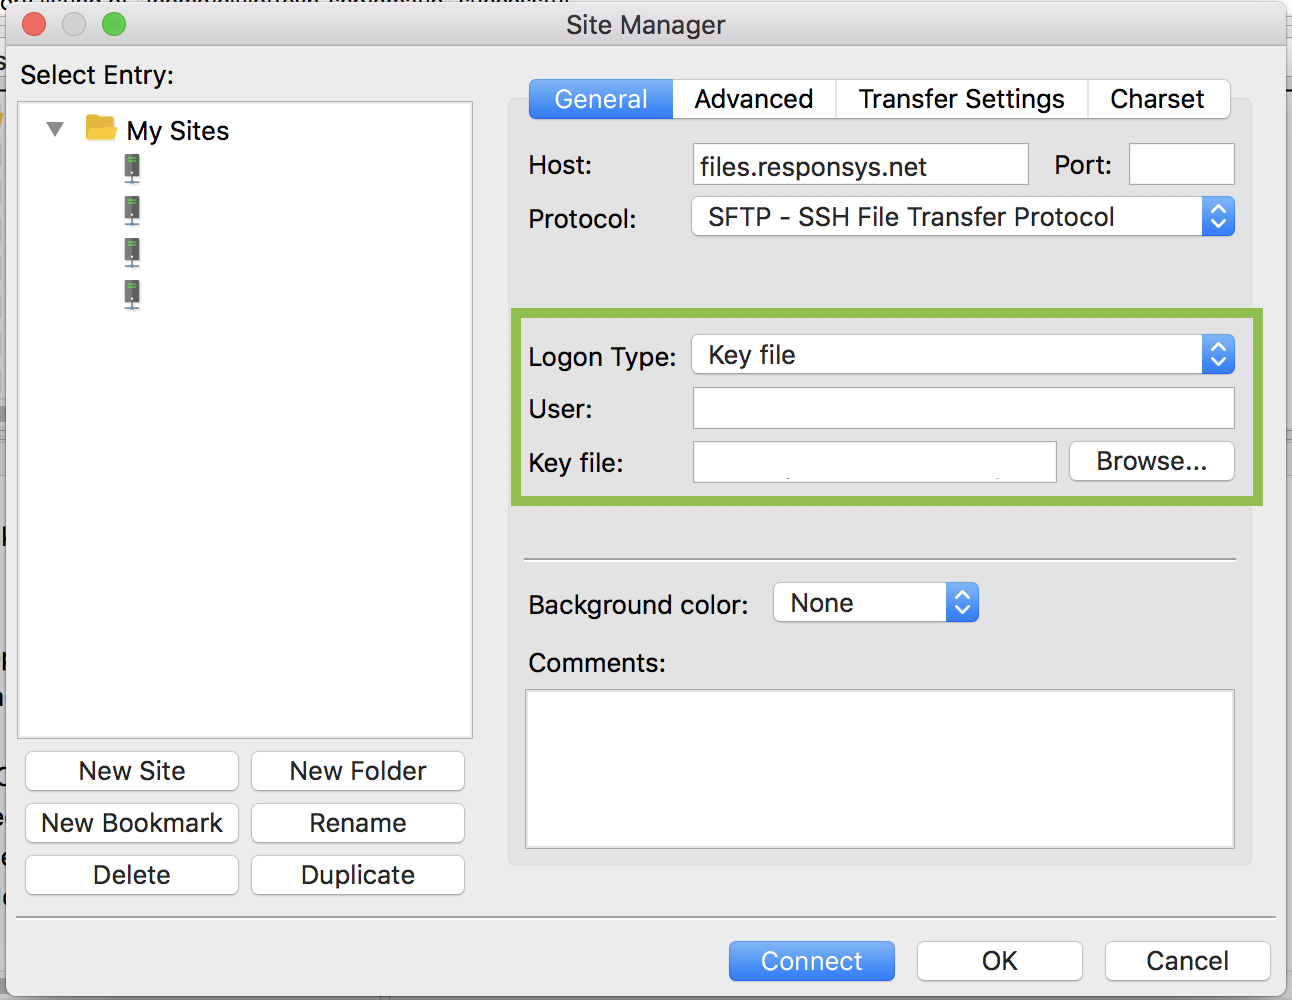 Site Manager
Select Entry:
My Sites
General Advanced Transfer Settings Charset
Host: files.responsys.net Port:
Protocol: SFTP - SSH File Transfer Protocol
Logon Type: Key file
User:
Key file: Browse...
Background color: None
Comments:
New Site New Folder
New Bookmark Rename
Delete Duplicate
Connect OK Cancel